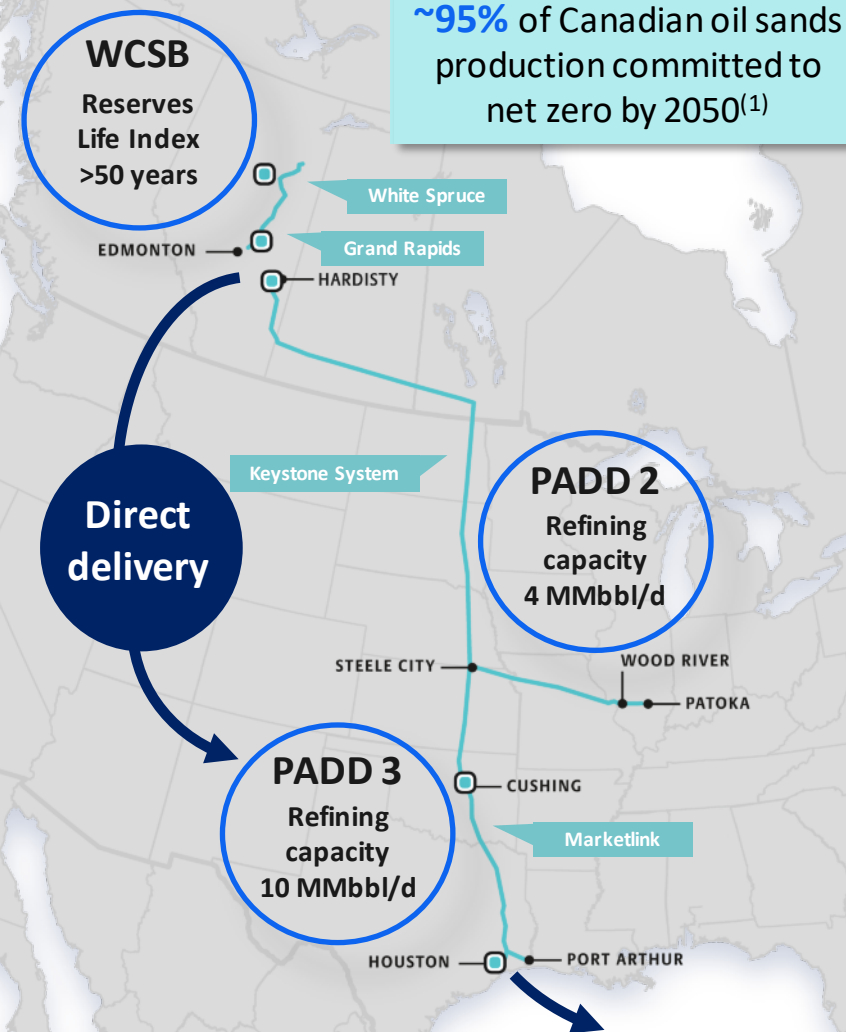 ~95% of Canadian oil sands
production committed to
net zero by 2050(1)
WCSB
Reserves
Life Index
>50 years
White Spruce
EDMONTON
Grand Rapids
HARDISTY
Keystone System
PADD 2
Refining
capacity
4 MMbbl/d
Direct
delivery
STEELE CITY
WOOD RIVER
PATOKA
PADD 3
Refining
capacity
10 MMbbl/d
CUSHING
Marketlink
HOUSTON
PORT ARTHUR